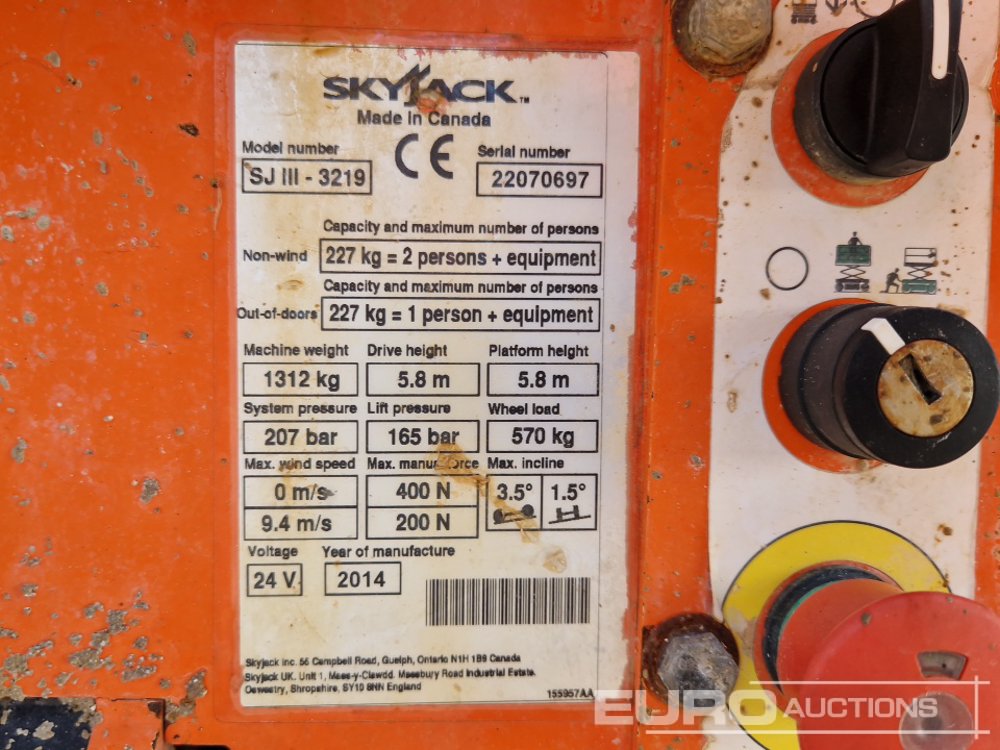 SKYJACK™
Made In Canada
CE
Model number
SJ III - 3219
Serial number
22070697
Capacity and maximum number of persons
Non-wind 227 kg = 2 persons + equipment
Capacity and maximum number of persons
Out-of-doors 227 kg = 1 person + equipment
Machine weight Drive height Platform height
1312 kg 5.8 m 5.8 m
System pressure Lift pressure Wheel load
207 bar 165 bar 570 kg
Max. wind speed Max. manual force Max. incline
0 m/s 400 N 3.5° 1.5°
9.4 m/s 200 N
Voltage Year of manufacture
24 V 2014
Skyjack Inc. 56 Campbell Road, Guelph, Ontario N1H 1B9 Canada
Skyjack UK. Unit 1, Maes-y-Clawdd, Maesbury Road Industrial Estate.
Oswestry, Shropshire, SY10 8NN England
155957AA
EURO AUCTIONS